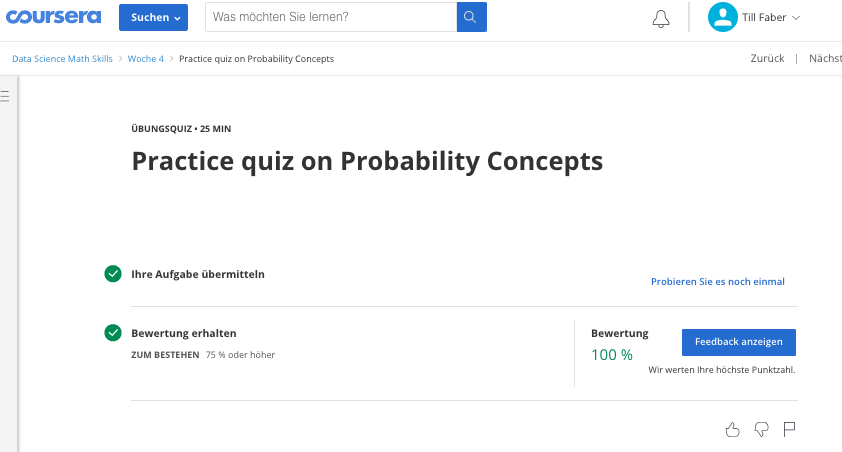 coursera Suchen Was möchten Sie lernen? Till Faber
Data Science Math Skills Woche 4 Practice quiz on Probability Concepts Zurück | Nächst
ÜBUNGSQUIZ • 25 MIN
Practice quiz on Probability Concepts
Ihre Aufgabe übermitteln
Probieren Sie es noch einmal
Bewertung erhalten
ZUM BESTEHEN 75 % oder höher
Bewertung
100 %
Feedback anzeigen
Wir werten Ihre höchste Punktzahl.